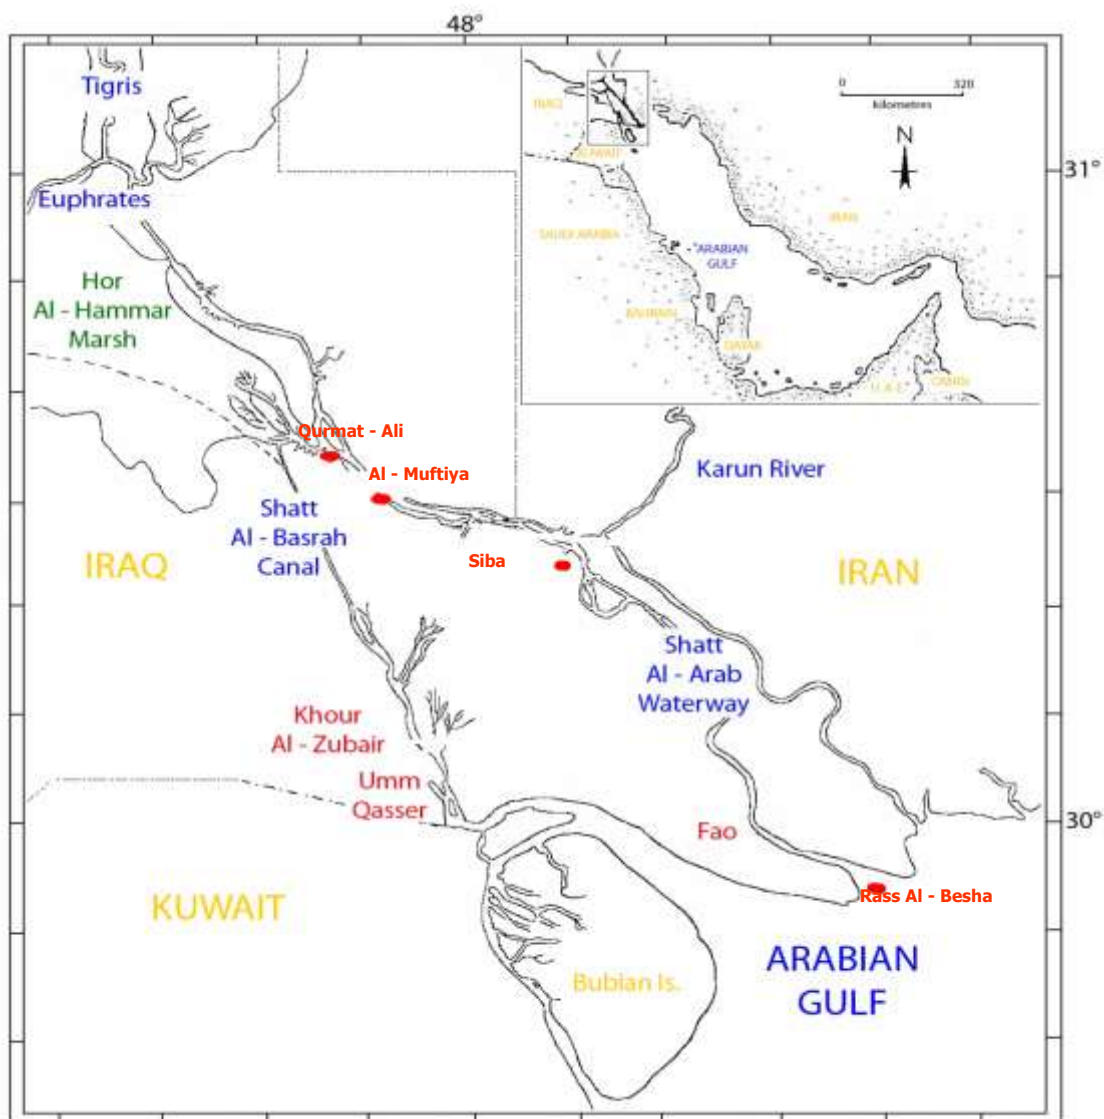 48°
Tigris
Euphrates
Hor
Al - Hammar
Marsh
0
320
kilometres
N
31°
IRAQ
KUWAIT
IRAN
SAUDI ARABIA
ARABIAN
GULF
BAHRAIN
QATAR
U.A.E
OMAN
Qurmat - Ali
Al - Muftiya
Karun River
Shatt
Al - Basrah
Canal
IRAQ
Siba
IRAN
Shatt
Al - Arab
Waterway
Khour
Al - Zubair
Umm
Qasser
Fao
30°
Rass Al - Besha
KUWAIT
ARABIAN
GULF
Bubian Is.